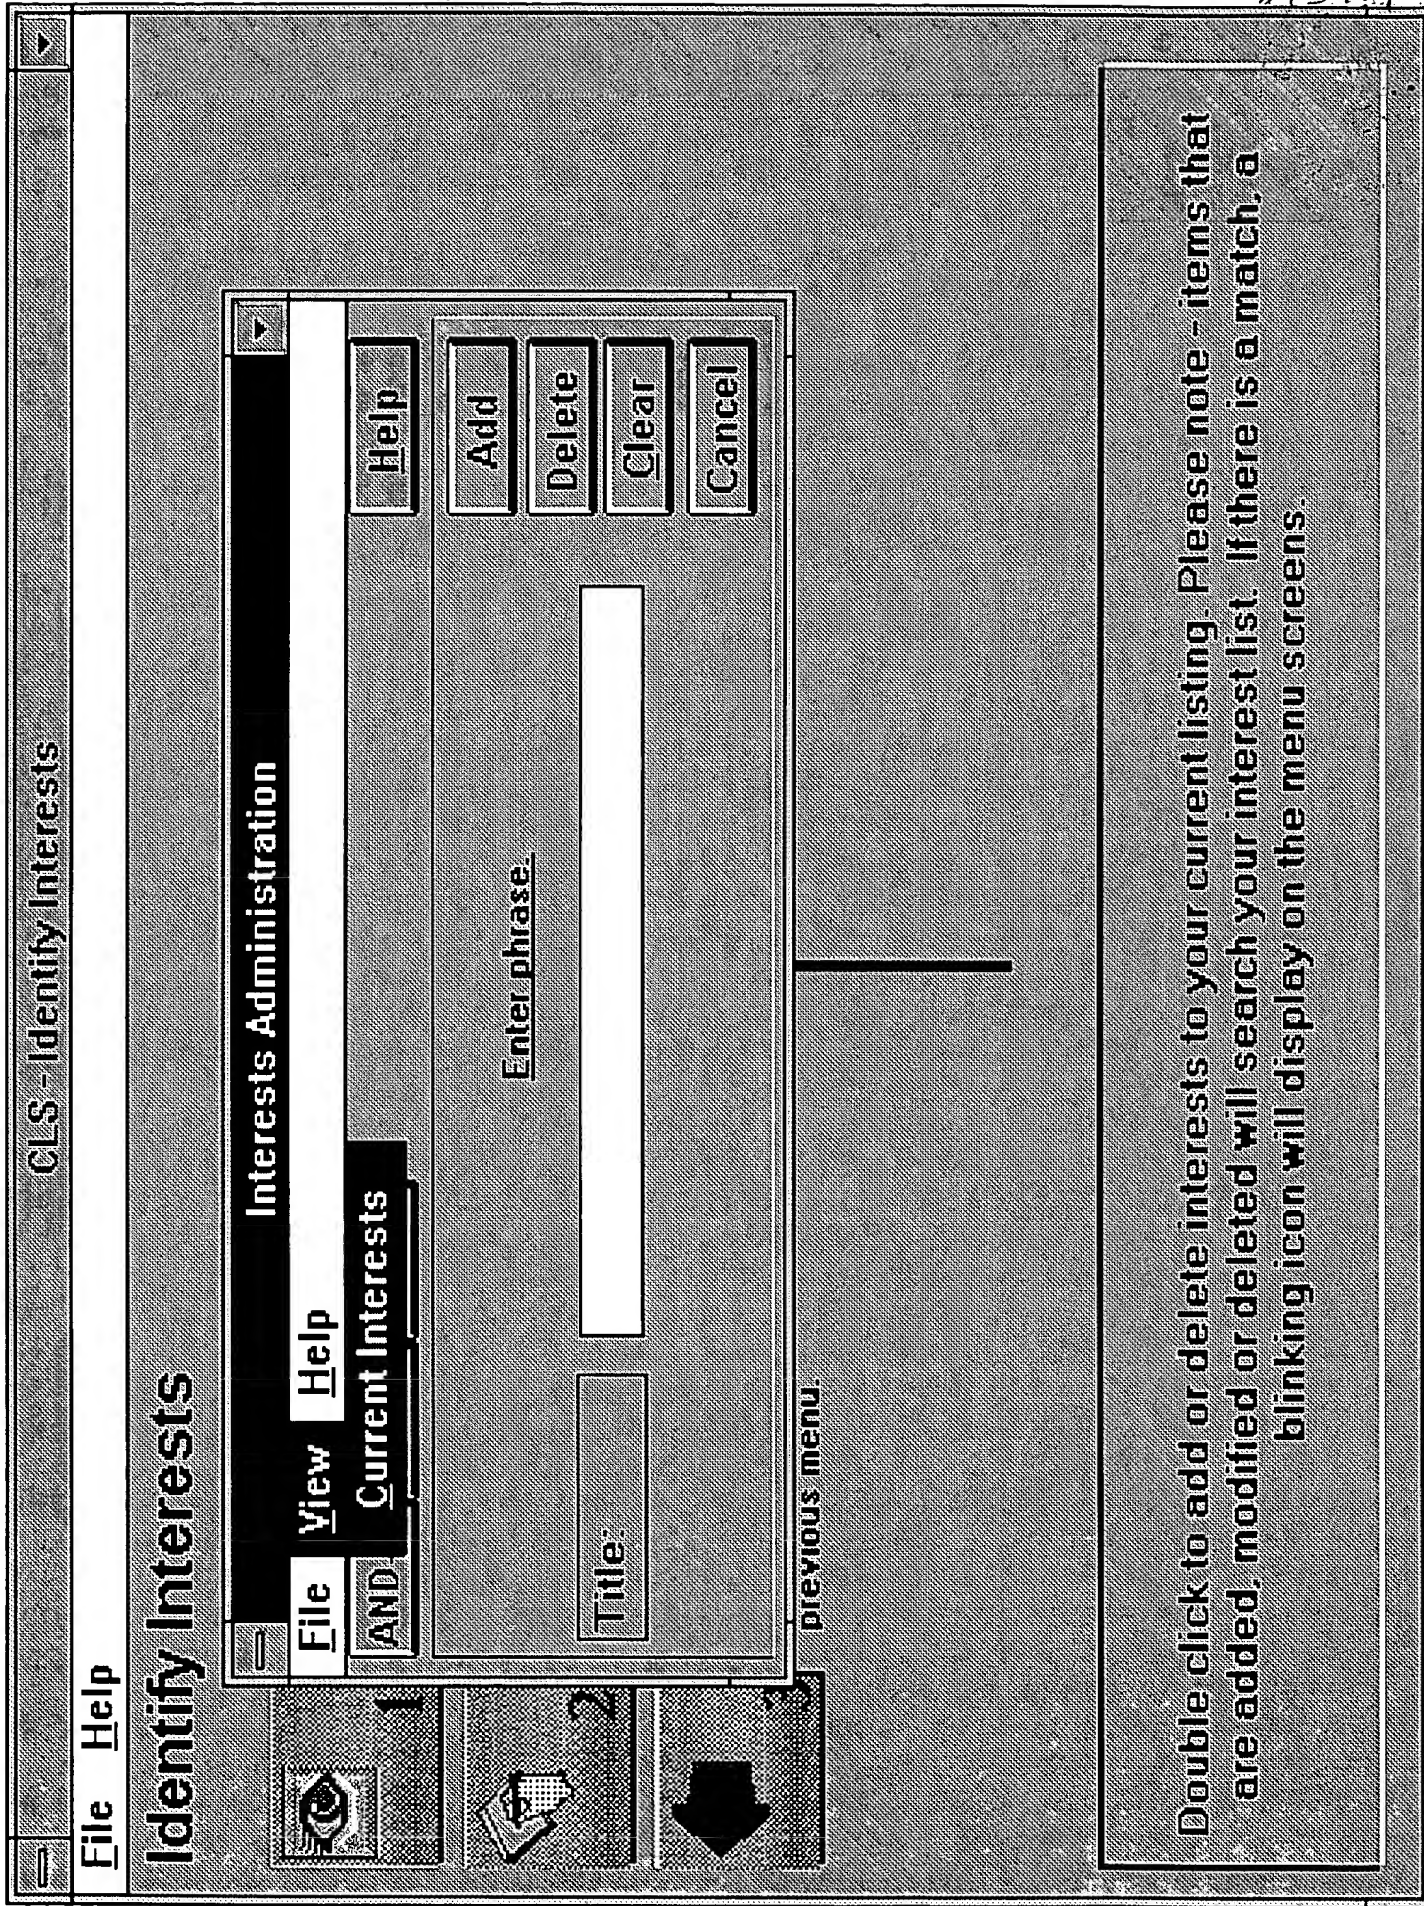 CLS - Identify Interests
File Help
Identify Interests
Interests Administration
File View Help
AND
Current Interests
Help
Enter phrase.
Title:
Add
Delete
Clear
Cancel
1
2
3
previous menu.
Double click to add or delete interests to your current listing. Please note - items that
are added, modified or deleted will search your interest list. If there is a match, a
blinking icon will display on the menu screens.